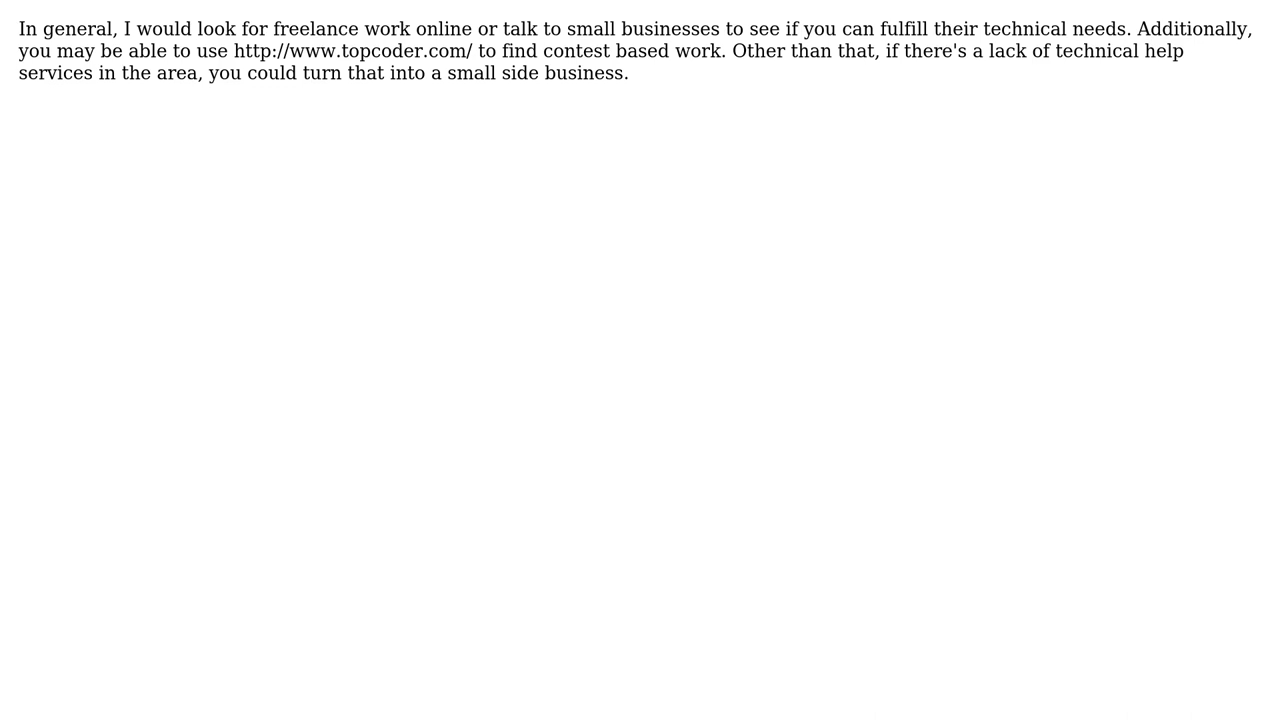 In general, I would look for freelance work online or talk to small businesses to see if you can fulfill their technical needs. Additionally,
you may be able to use http://www.topcoder.com/ to find contest based work. Other than that, if there's a lack of technical help
services in the area, you could turn that into a small side business.